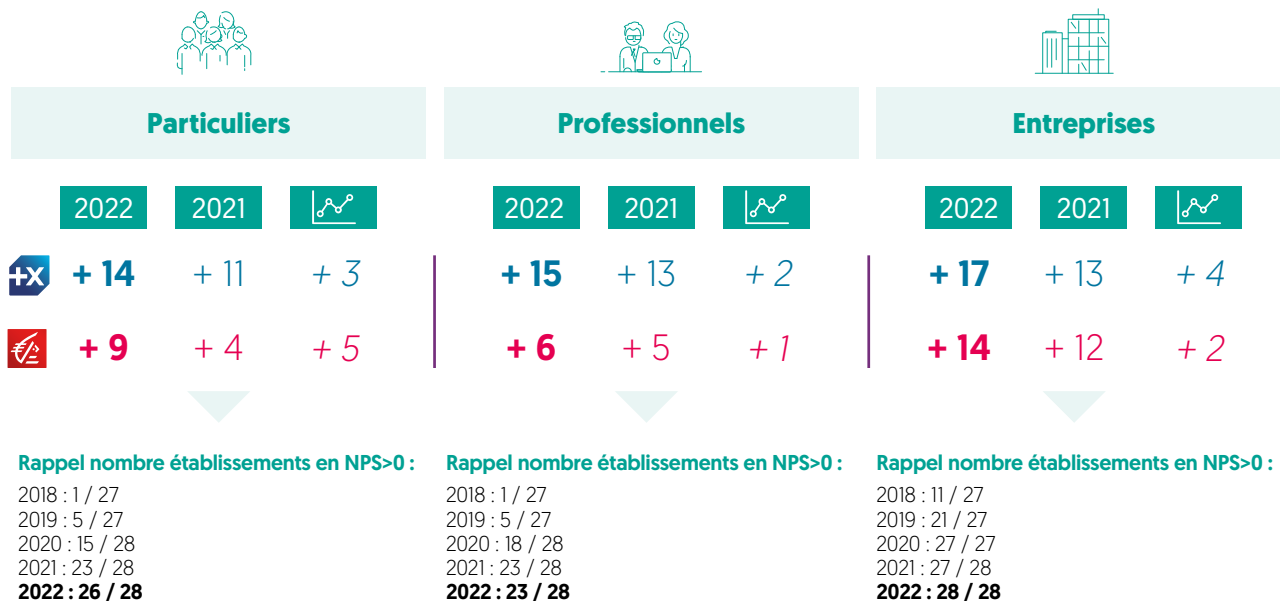 Particuliers
Professionnels
Entreprises
2022 2021
2022 2021
2022 2021
+X + 14 + 11 + 3
+ 15 + 13 + 2
+ 17 + 13 + 4
+ 9 + 4 + 5
+ 6 + 5 + 1
+ 14 + 12 + 2
Rappel nombre établissements en NPS>0 :
2018 : 1 / 27
2019 : 5 / 27
2020 : 15 / 28
2021 : 23 / 28
2022 : 26 / 28
Rappel nombre établissements en NPS>0 :
2018 : 1 / 27
2019 : 5 / 27
2020 : 18 / 28
2021 : 23 / 28
2022 : 23 / 28
Rappel nombre établissements en NPS>0 :
2018 : 11 / 27
2019 : 21 / 27
2020 : 27 / 27
2021 : 27 / 28
2022 : 28 / 28